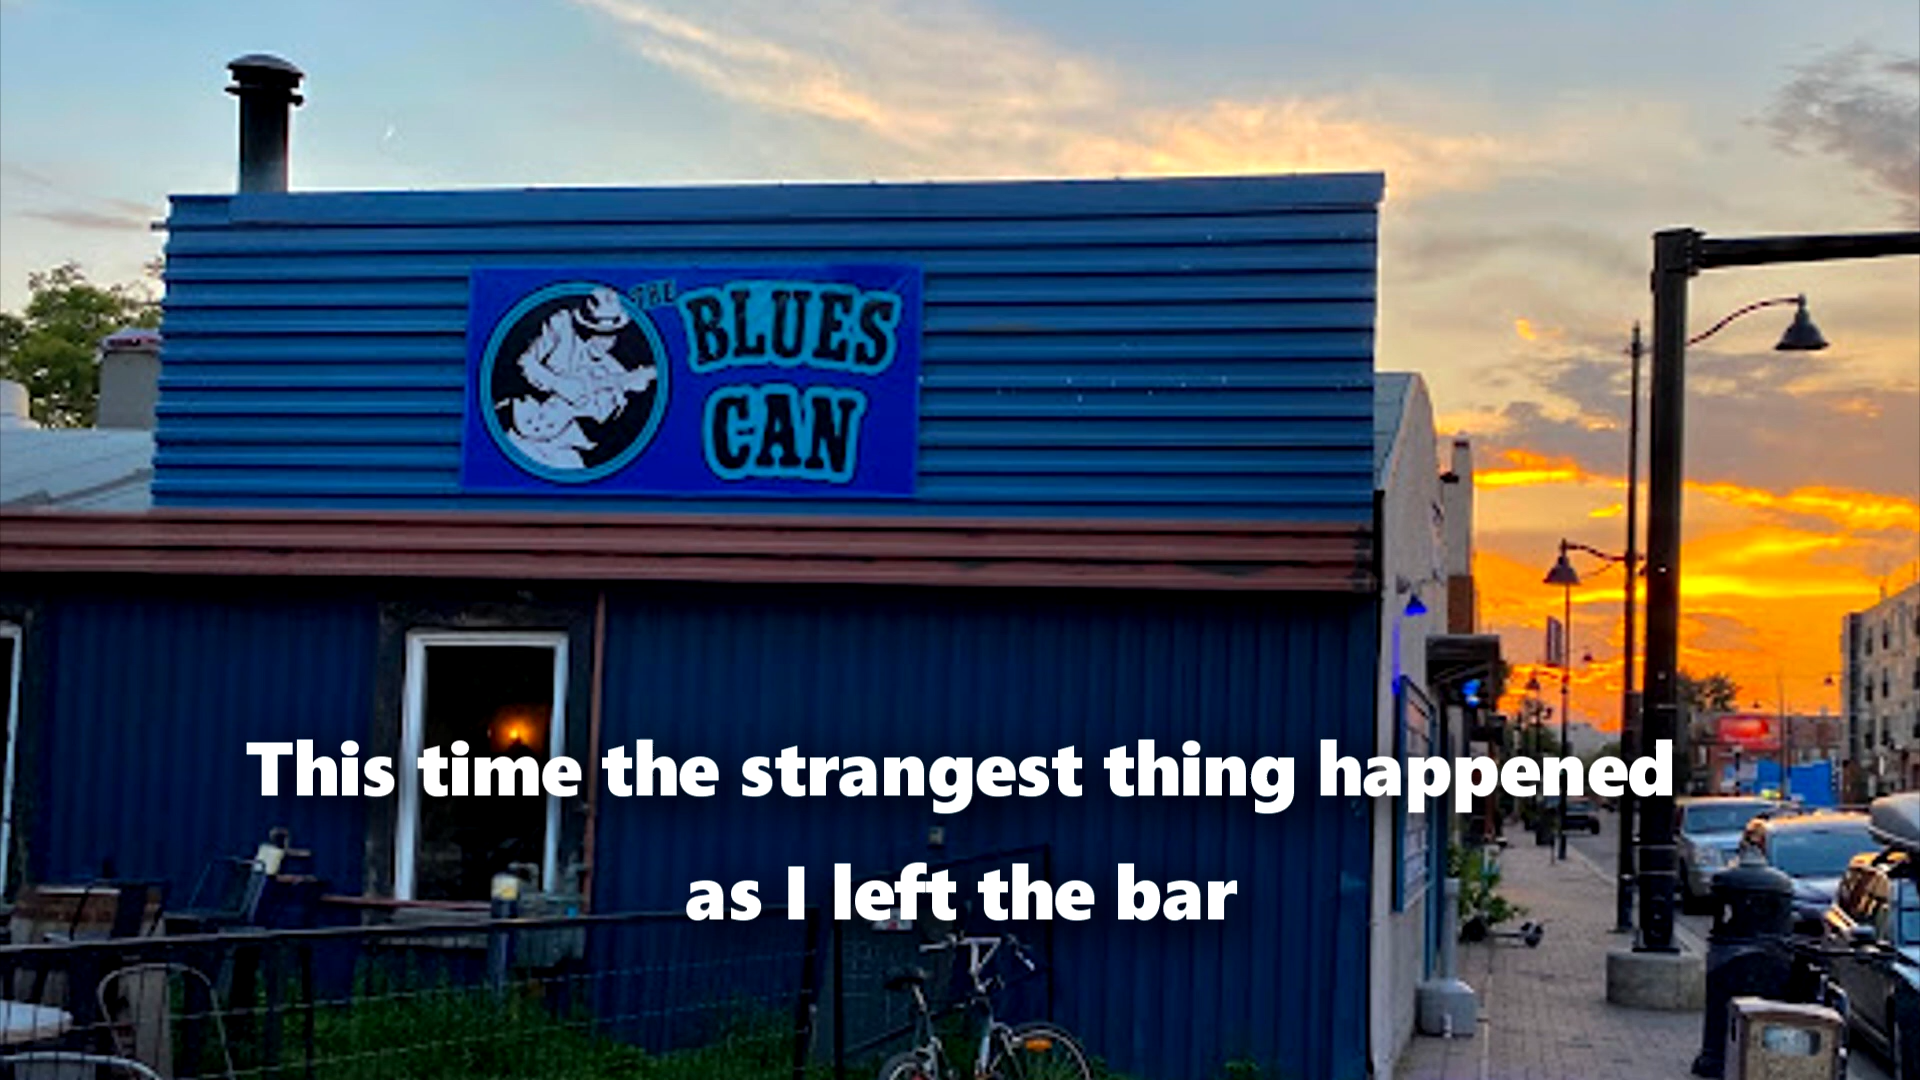 THE
BLUES
CAN
This time the strangest thing happened
as I left the bar